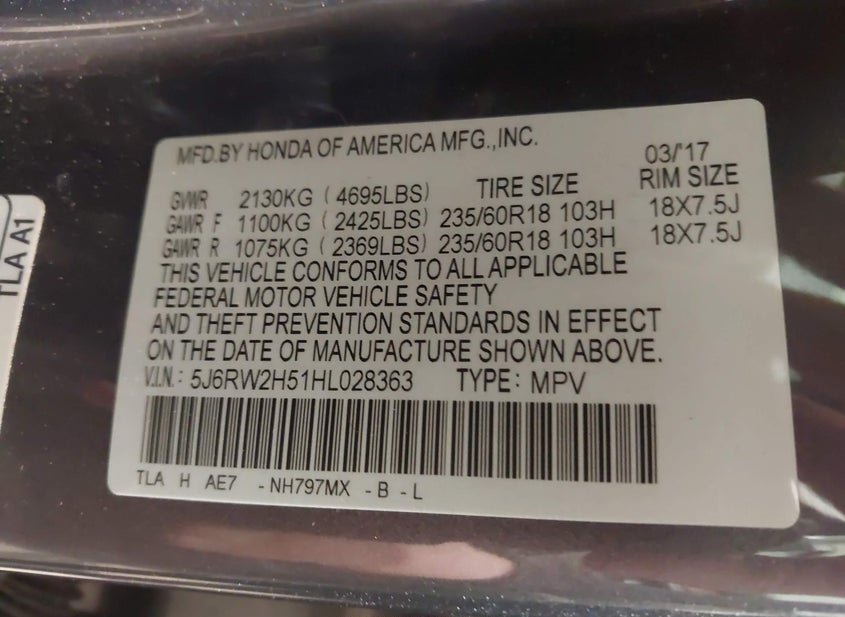 MFD.BY HONDA OF AMERICA MFG.,INC. 03/'17
GVWR 2130KG (4695LBS) TIRE SIZE RIM SIZE
GAWR F 1100KG (2425LBS) 235/60R18 103H 18X7.5J
GAWR R 1075KG (2369LBS) 235/60R18 103H 18X7.5J
THIS VEHICLE CONFORMS TO ALL APPLICABLE
FEDERAL MOTOR VEHICLE SAFETY
AND THEFT PREVENTION STANDARDS IN EFFECT
ON THE DATE OF MANUFACTURE SHOWN ABOVE.
V.I.N.: 5J6RW2H51HL028363 TYPE: MPV
TLA H AE7 -NH797MX -B -L
TLA A1